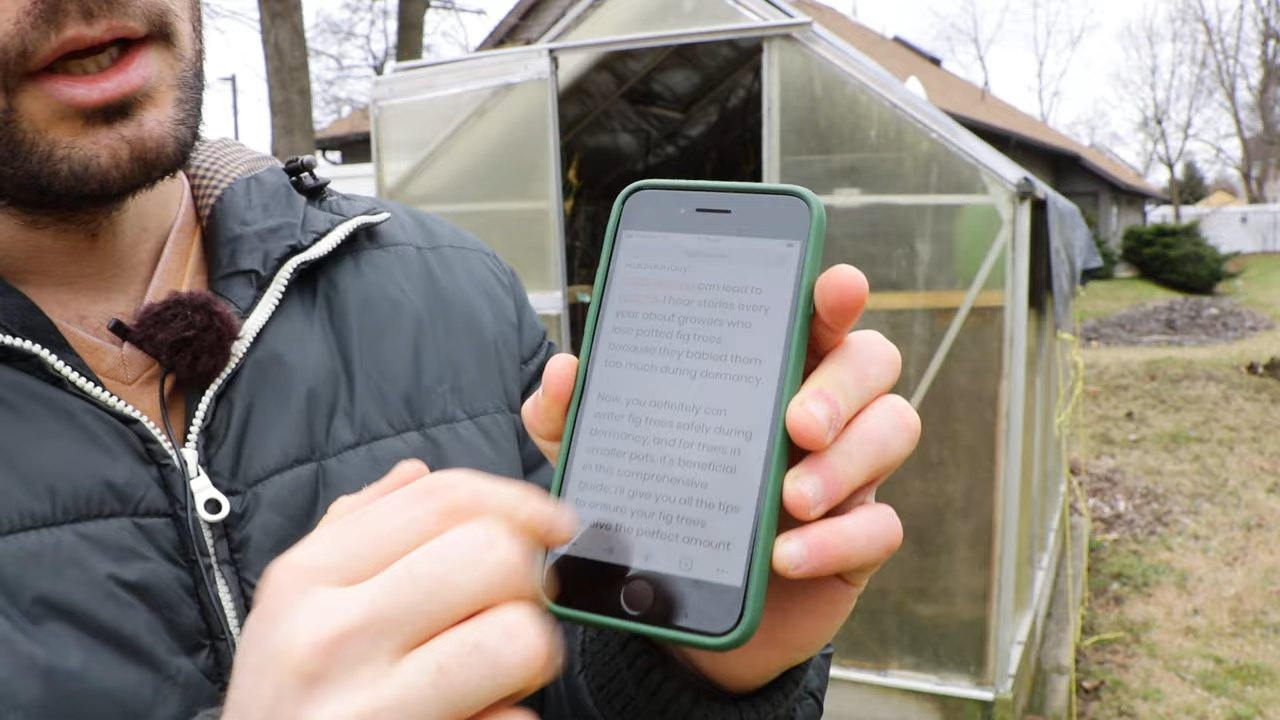 Additionally
can lead to
I hear stories every
year about growers who
lose potted fig trees
because they babied them
too much during dormancy.
Now, you definitely can
water fig trees safely during
dormancy, and for trees in
smaller pots, it's beneficial
in this comprehensive
guide, I'll give you all the tips
to ensure your fig trees
the perfect amount